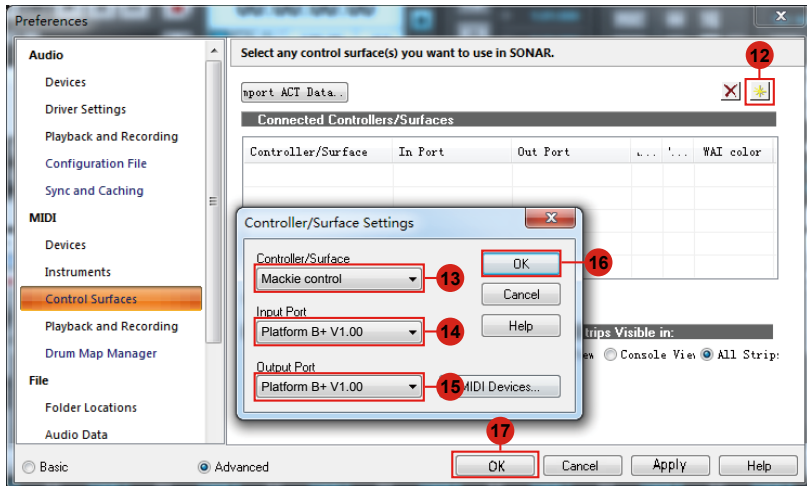 Preferences
x
Audio
Devices
Driver Settings
Playback and Recording
Configuration File
Sync and Caching
MIDI
Devices
Instruments
Control Surfaces
Playback and Recording
Drum Map Manager
File
Folder Locations
Audio Data
Basic
Advanced
Select any control surface(s) you want to use in SONAR.
12
mport ACT Data..
Connected Controllers/Surfaces
Controller/Surface In Port Out Port ... '... WAI color
Controller/Surface Settings
x
Controller/Surface
Mackie control
13
Input Port
Platform B+ V1.00
14
Output Port
Platform B+ V1.00
15
OK
16
Cancel
Help
MIDI Devices...
trips Visible in:
Console Vie All Strip:
17
OK Cancel Apply Help